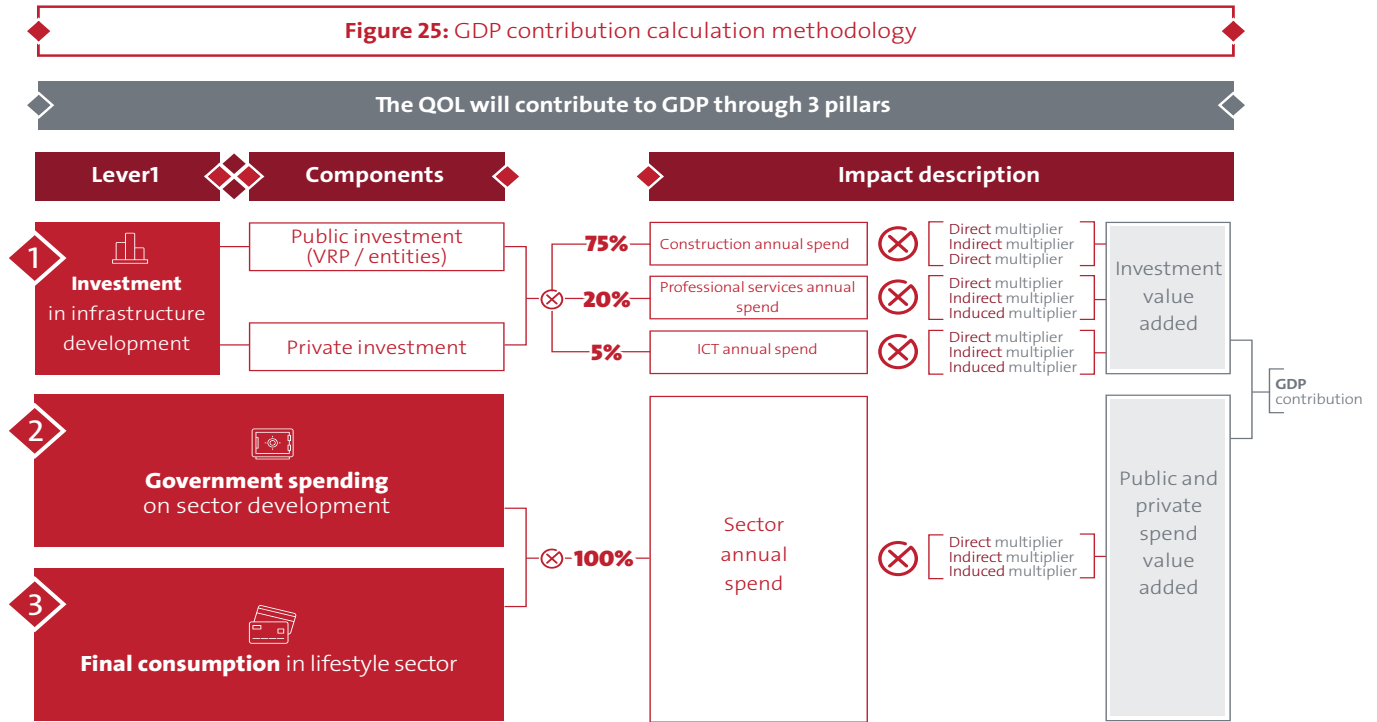 Figure 25: GDP contribution calculation methodology
The QOL will contribute to GDP through 3 pillars
Lever1
Components
Impact description
1
Investment
in infrastructure
development
Public investment
(VRP / entities)
Private investment
75%
Construction annual spend
Direct multiplier
Indirect multiplier
Direct multiplier
20%
Professional services annual
spend
Direct multiplier
Indirect multiplier
Induced multiplier
5%
ICT annual spend
Direct multiplier
Indirect multiplier
Induced multiplier
Investment
value
added
2
Government spending
on sector development
3
Final consumption in lifestyle sector
100%
Sector
annual
spend
Direct multiplier
Indirect multiplier
Induced multiplier
Public and
private
spend
value
added
GDP
contribution